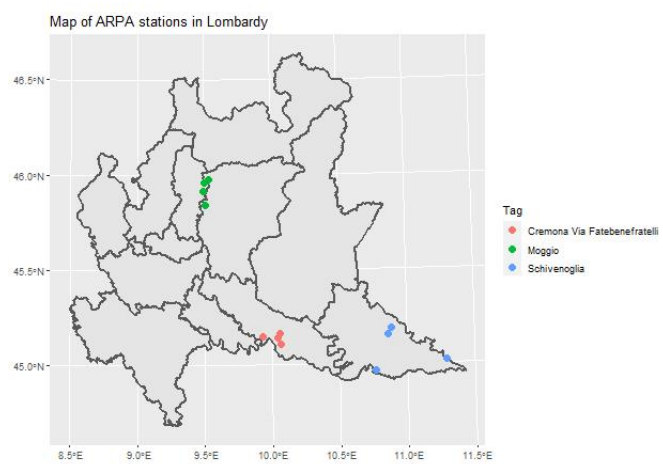 Map of ARPA stations in Lombardy
46.5°N
46.0°N
45.5°N
45.0°N
8.5°E
9.0°E
9.5°E
10.0°E
10.5°E
11.0°E
11.5°E
Tag
Cremona Via Fatebenefratelli
Moggio
Schivenoglia